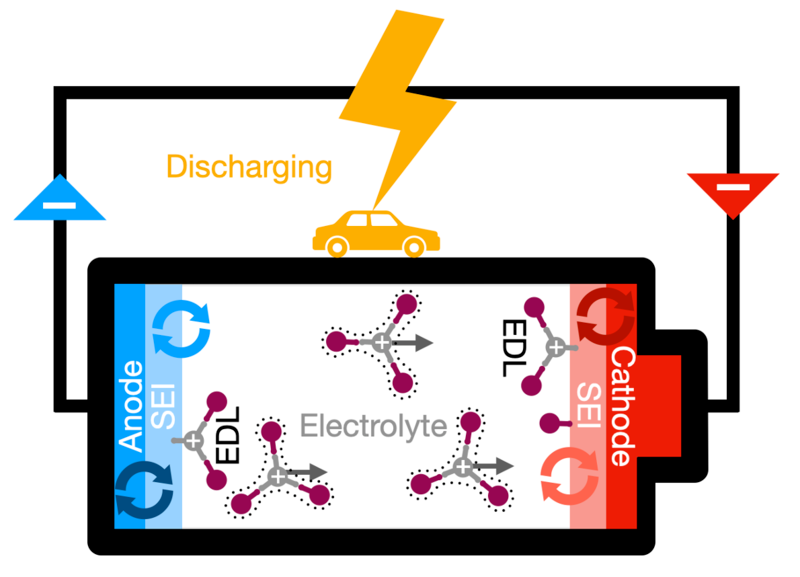 Discharging
Anode
SEI
EDL
Electrolyte
EDL
SEI
Cathode
+
+
+
+
+
−
−